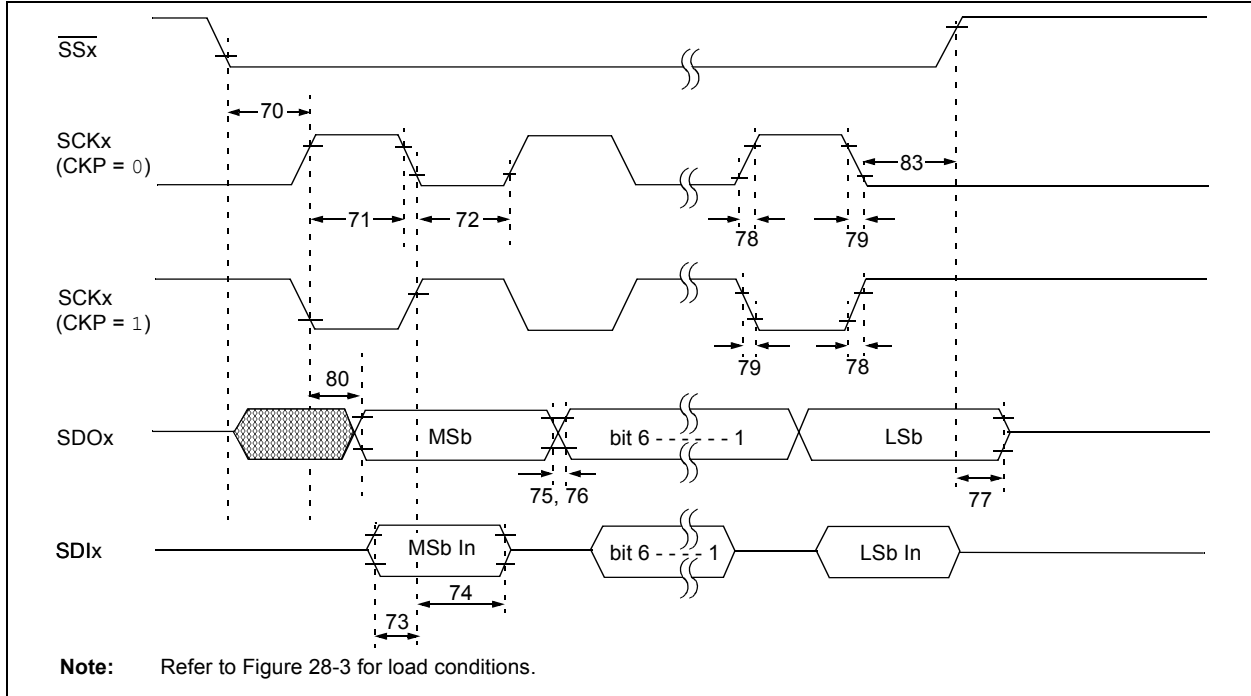 SSx
70
SCKx
(CKP = 0)
83
71
72
78
79
SCKx
(CKP = 1)
79
78
80
SDOx
MSb
bit 6 - - - - - - 1
LSb
75, 76
77
SDIx
MSb In
bit 6 - - - - 1
LSb In
74
73
Note: Refer to Figure 28-3 for load conditions.